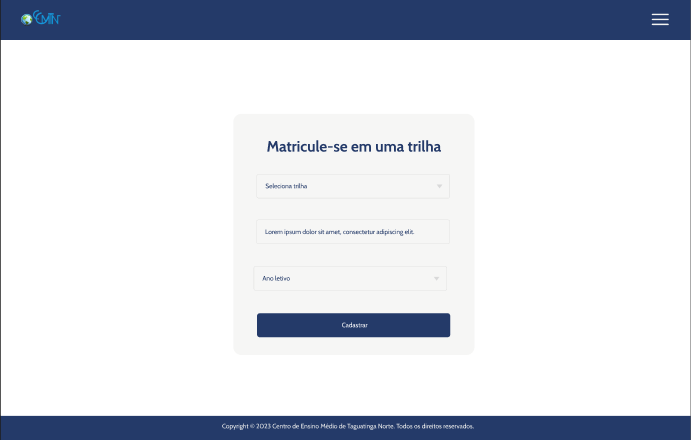 CEMTN
Matricule-se em uma trilha
Seleciona trilha
Lorem ipsum dolor sit amet, consectetur adipiscing elit.
Ano letivo
Cadastrar
Copyright © 2023 Centro de Ensino Médio de Taguatinga Norte. Todos os direitos reservados.